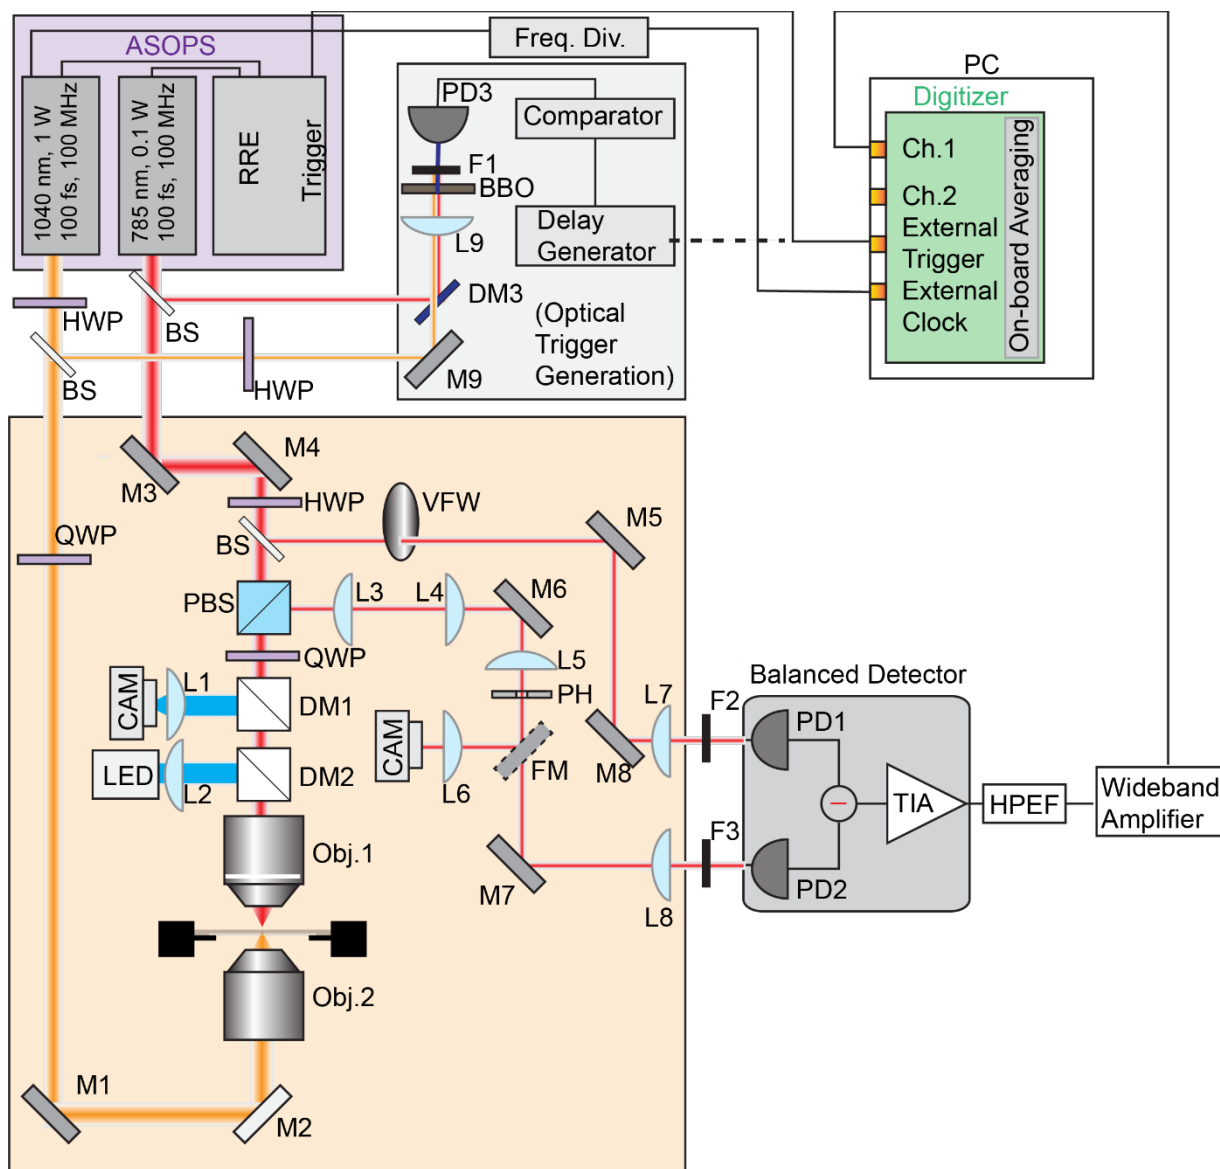 ASOPS
1040 nm, 1 W
100 fs, 100 MHz
785 nm, 0.1 W
100 fs, 100 MHz
RRE
Trigger
Freq. Div.
PC
Digitizer
Ch.1
Ch.2
External
Trigger
External
Clock
On-board Averaging
PD3
Comparator
F1
BBO
Delay
Generator
L9
DM3
(Optical
Trigger
Generation)
M9
HWP
BS
BS
HWP
M3
M4
HWP
VFW
M5
QWP
BS
PBS
L3
L4
M6
QWP
L5
PH
CAM
L1
DM1
LED
L2
DM2
CAM
L6
FM
M8
L7
F2
Balanced Detector
PD1
TIA
HPEF
Wideband
Amplifier
F3
PD2
M7
L8
Obj.1
Obj.2
M1
M2